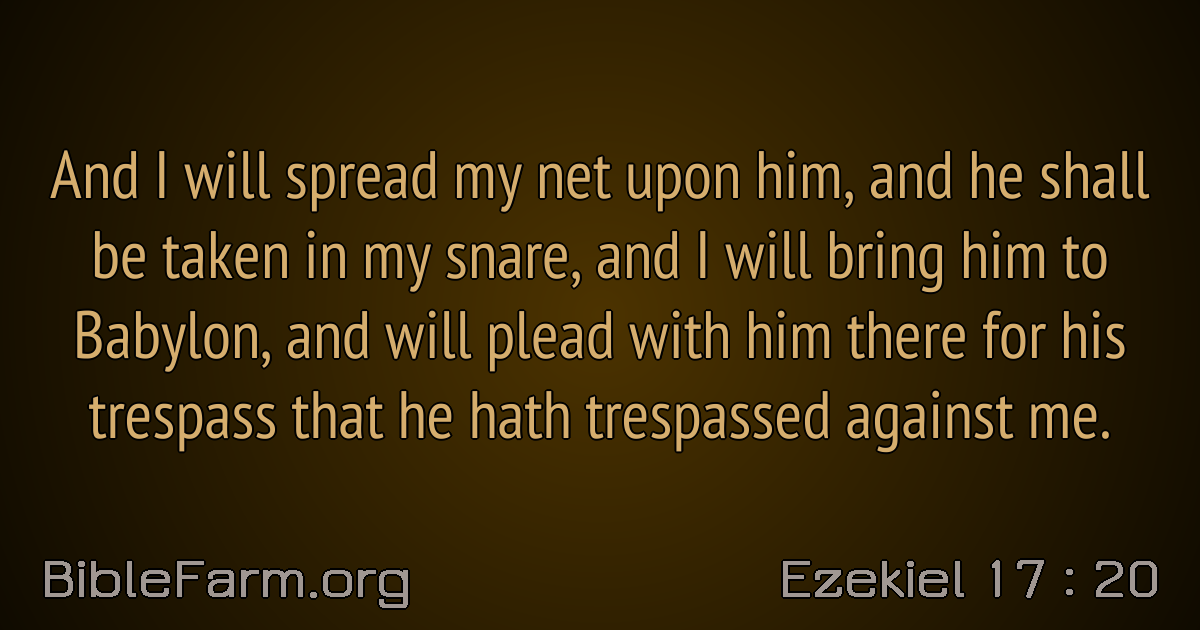 And I will spread my net upon him, and he shall
be taken in my snare, and I will bring him to
Babylon, and will plead with him there for his
trespass that he hath trespassed against me.
BibleFarm.org
Ezekiel 17 : 20